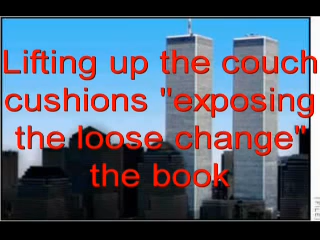 Lifting up the couch
cushions "exposing
the loose change"
the book